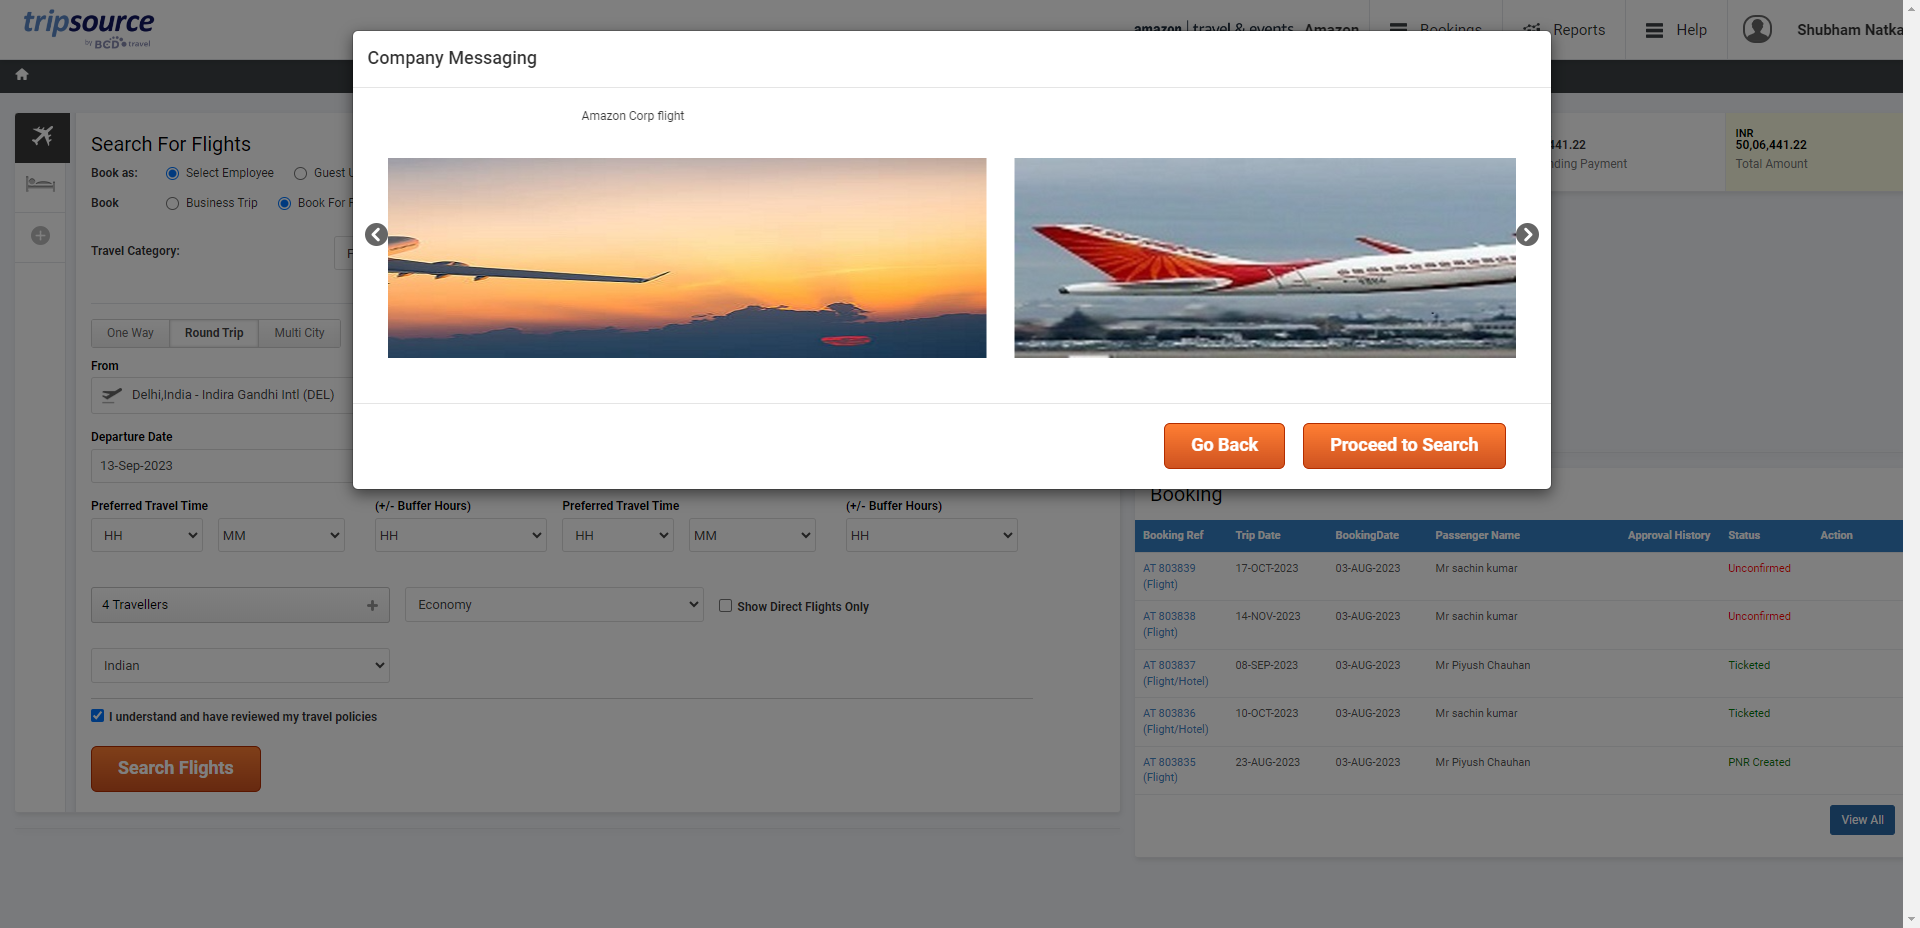 tripsource
by BCD travel
amazon | travel & events Amazon
Bookings
Reports
Help
Shubham Natka
Company Messaging
Amazon Corp flight
Go Back
Proceed to Search
Search For Flights
Book as:
Select Employee
Guest
Book
Business Trip
Book For
Travel Category:
One Way
Round Trip
Multi City
From
Delhi,India - Indira Gandhi Intl (DEL)
Departure Date
13-Sep-2023
Preferred Travel Time
(+/- Buffer Hours)
Preferred Travel Time
(+/- Buffer Hours)
HH
MM
HH
HH
MM
HH
4 Travellers
Economy
Show Direct Flights Only
Indian
I understand and have reviewed my travel policies
Search Flights
441.22
ding Payment
INR
50,06,441.22
Total Amount
Booking
Booking Ref Trip Date BookingDate Passenger Name Approval History Status Action
AT 803839 17-OCT-2023 03-AUG-2023 Mr sachin kumar Unconfirmed
(Flight)
AT 803838 14-NOV-2023 03-AUG-2023 Mr sachin kumar Unconfirmed
(Flight)
AT 803837 08-SEP-2023 03-AUG-2023 Mr Piyush Chauhan Ticketed
(Flight/Hotel)
AT 803836 10-OCT-2023 03-AUG-2023 Mr sachin kumar Ticketed
(Flight/Hotel)
AT 803835 23-AUG-2023 03-AUG-2023 Mr Piyush Chauhan PNR Created
(Flight)
View All